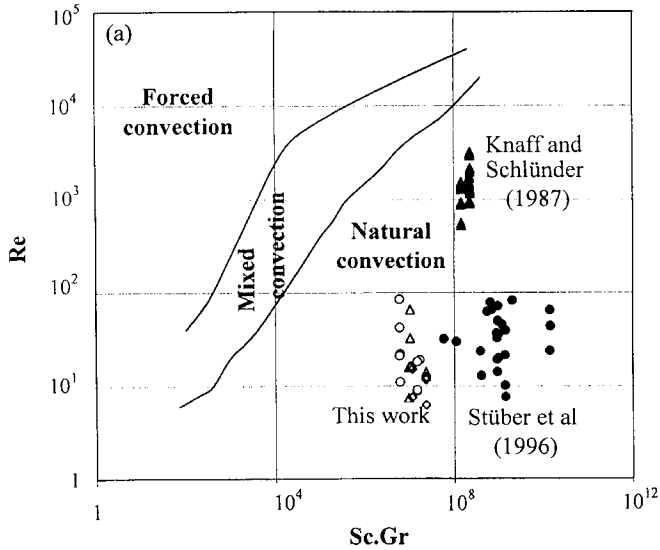 10^5
(a)
Forced
convection
10^4
Knaff and
Schlünder
(1987)
10^3
Re
Mixed
convection
Natural
convection
10^2
10^1
This work
Stüber et al
(1996)
1
1
10^4
10^8
10^12
Sc.Gr